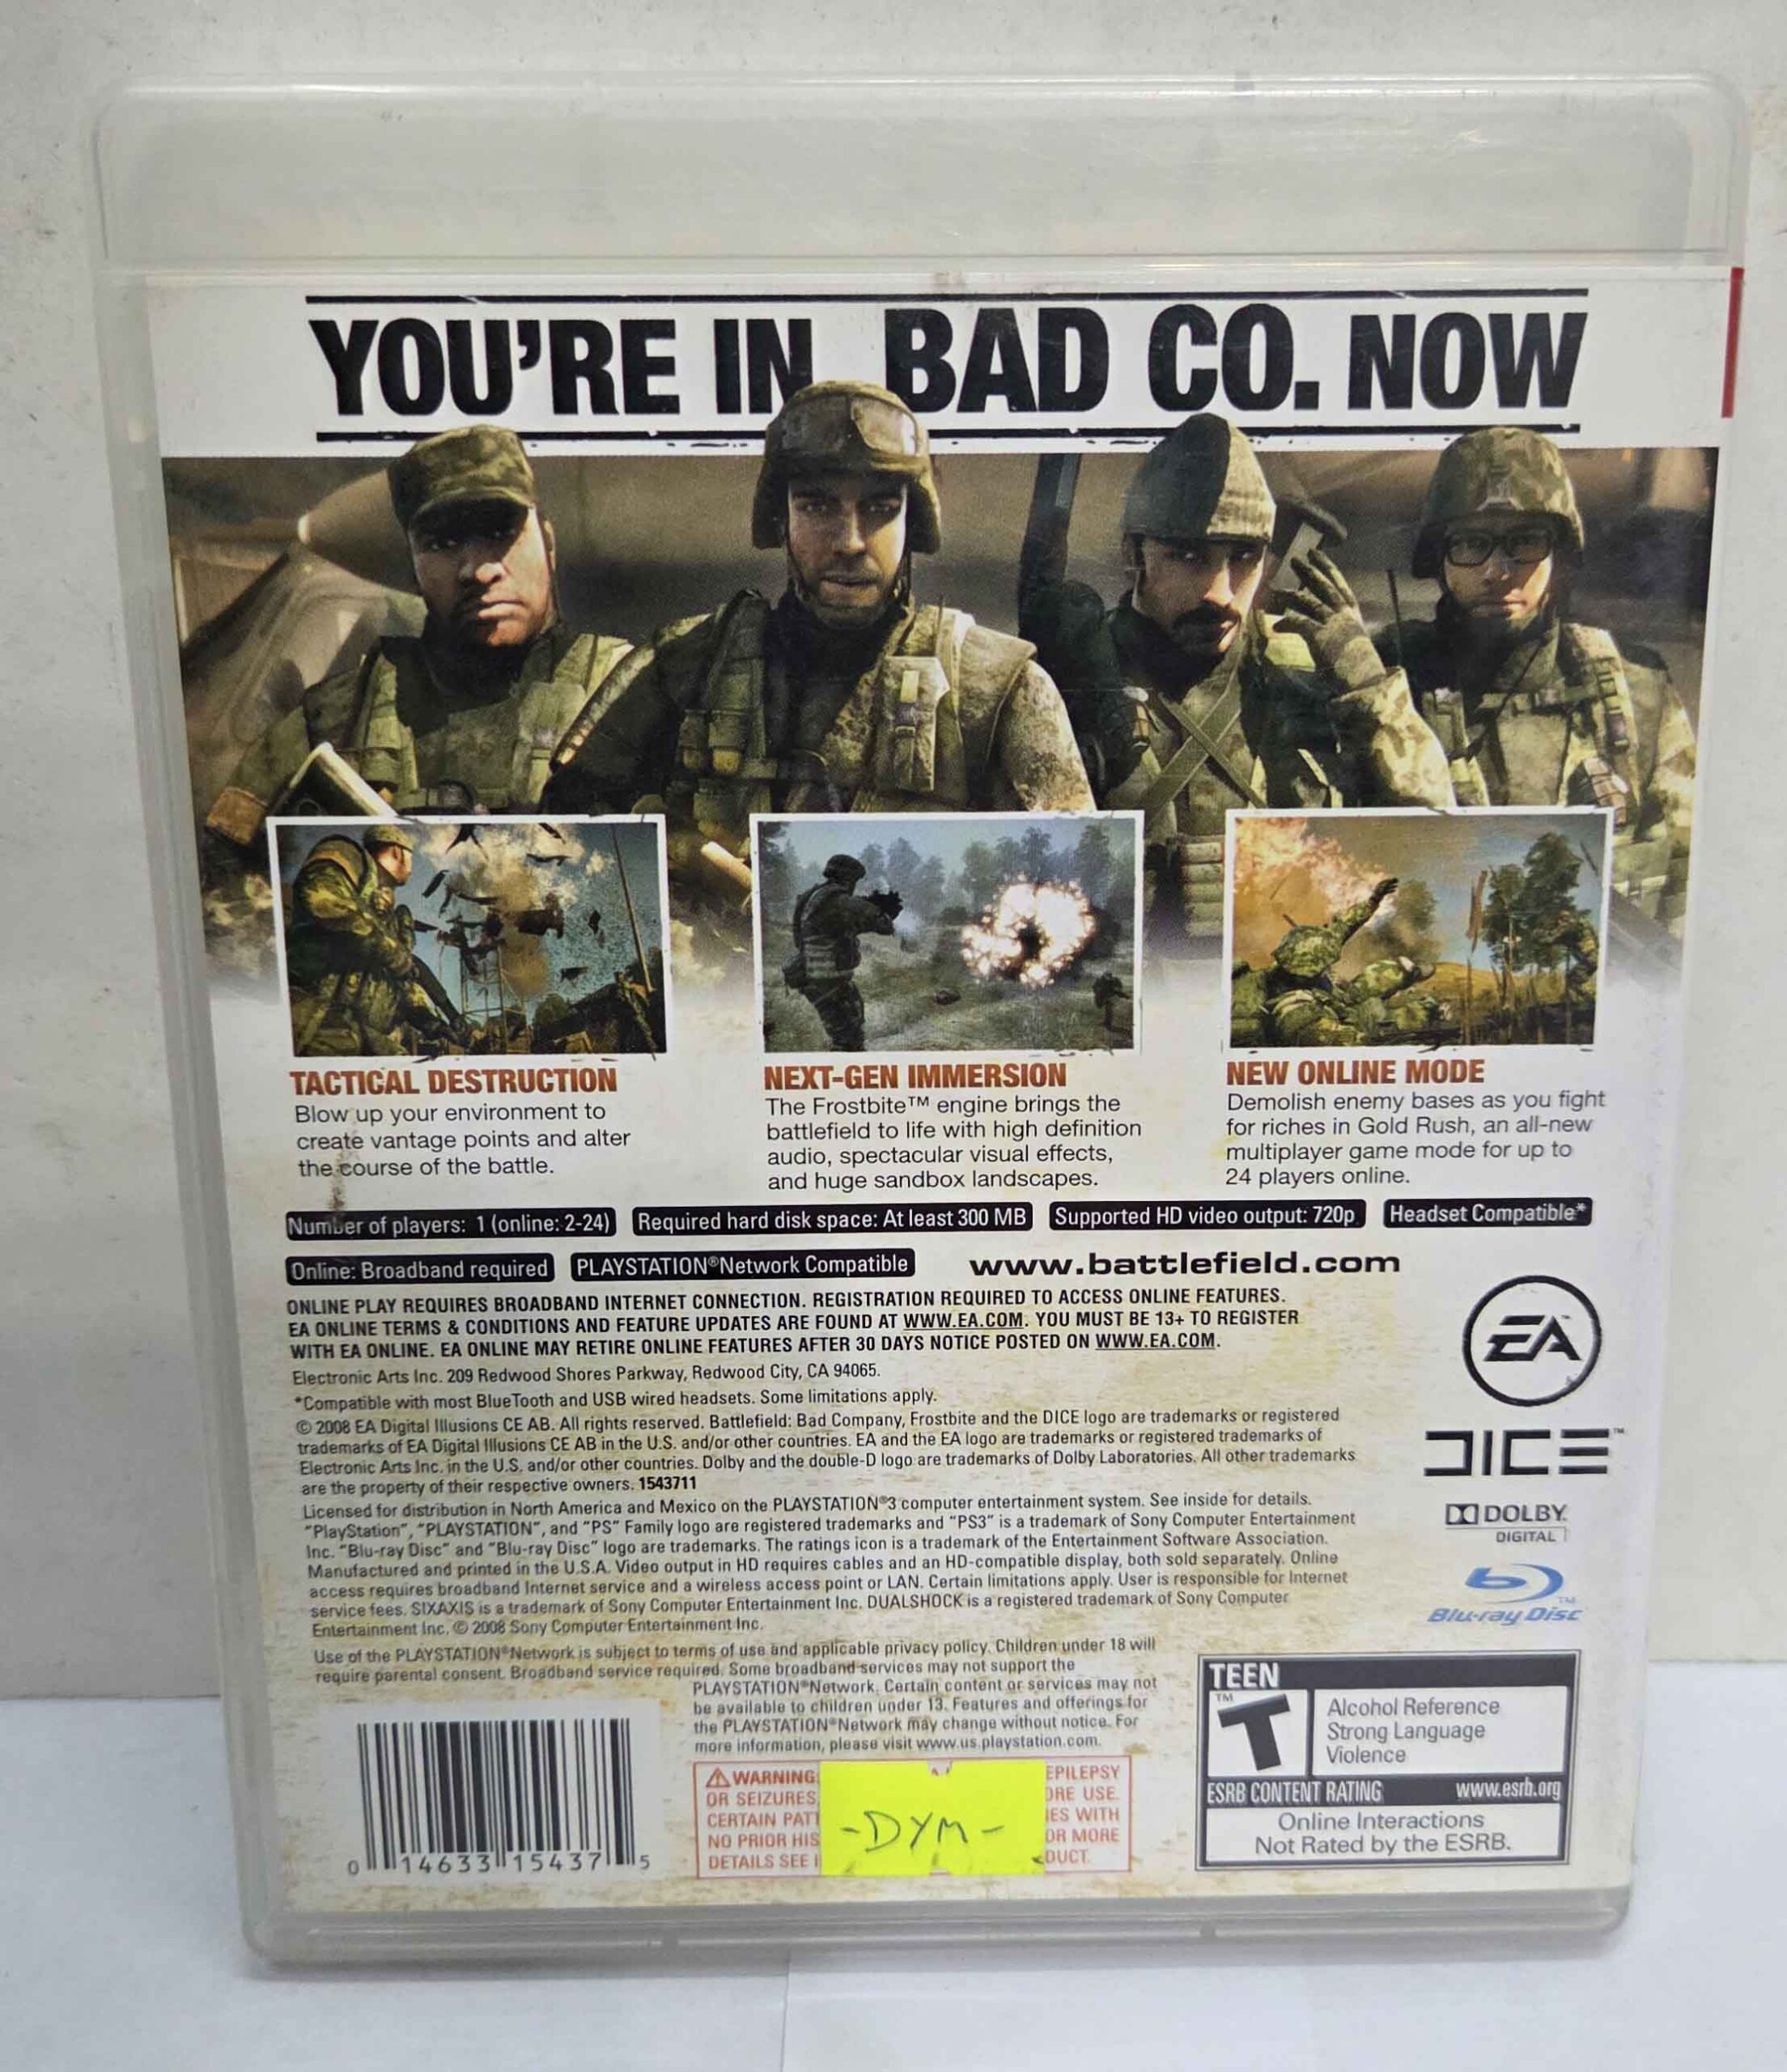 YOU'RE IN BAD CO. NOW
TACTICAL DESTRUCTION
Blow up your environment to
create vantage points and alter
the course of the battle.
NEXT-GEN IMMERSION
The Frostbite™ engine brings the
battlefield to life with high definition
audio, spectacular visual effects,
and huge sandbox landscapes.
NEW ONLINE MODE
Demolish enemy bases as you fight
for riches in Gold Rush, an all-new
multiplayer game mode for up to
24 players online.
Number of players: 1 (online: 2-24) Required hard disk space: At least 300 MB Supported HD video output: 720p Headset Compatible*
Online: Broadband required PLAYSTATION®Network Compatible www.battlefield.com
ONLINE PLAY REQUIRES BROADBAND INTERNET CONNECTION. REGISTRATION REQUIRED TO ACCESS ONLINE FEATURES.
EA ONLINE TERMS & CONDITIONS AND FEATURE UPDATES ARE FOUND AT WWW.EA.COM. YOU MUST BE 13+ TO REGISTER
WITH EA ONLINE. EA ONLINE MAY RETIRE ONLINE FEATURES AFTER 30 DAYS NOTICE POSTED ON WWW.EA.COM.
Electronic Arts Inc. 209 Redwood Shores Parkway, Redwood City, CA 94065.
*Compatible with most BlueTooth and USB wired headsets. Some limitations apply.
© 2008 EA Digital Illusions CE AB. All rights reserved. Battlefield: Bad Company, Frostbite and the DICE logo are trademarks or registered
trademarks of EA Digital Illusions CE AB in the U.S. and/or other countries. EA and the EA logo are trademarks or registered trademarks of
Electronic Arts Inc. in the U.S. and/or other countries. Dolby and the double-D logo are trademarks of Dolby Laboratories. All other trademarks
are the property of their respective owners. 1543711
Licensed for distribution in North America and Mexico on the PLAYSTATION®3 computer entertainment system. See inside for details.
"PlayStation", "PLAYSTATION", and "PS" Family logo are registered trademarks and "PS3" is a trademark of Sony Computer Entertainment
Inc. "Blu-ray Disc" and "Blu-ray Disc" logo are trademarks. The ratings icon is a trademark of the Entertainment Software Association.
Manufactured and printed in the U.S.A. Video output in HD requires cables and an HD-compatible display, both sold separately. Online
access requires broadband Internet service and a wireless access point or LAN. Certain limitations apply. User is responsible for Internet
service fees. SIXAXIS is a trademark of Sony Computer Entertainment Inc. DUALSHOCK is a registered trademark of Sony Computer
Entertainment Inc. © 2008 Sony Computer Entertainment Inc.
Use of the PLAYSTATION®Network is subject to terms of use and applicable privacy policy. Children under 18 will
require parental consent. Broadband service required. Some broadband services may not support the
PLAYSTATION®Network. Certain content or services may not
be available to children under 13. Features and offerings for
the PLAYSTATION®Network may change without notice. For
more information, please visit www.us.playstation.com.
EA
DICE™
DOLBY
DIGITAL
Blu-ray Disc™
0 14633 15437 5
WARNING: EPILEPSY
OR SEIZURES USE.
CERTAIN WITH
NO PRIOR OR MORE
DETAILS SEE
-DYM-
TEEN
T™
Alcohol Reference
Strong Language
Violence
ESRB CONTENT RATING www.esrb.org
Online Interactions
Not Rated by the ESRB.